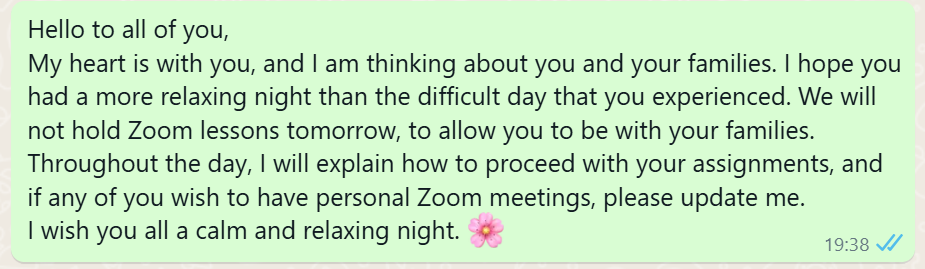 Hello to all of you,
My heart is with you, and I am thinking about you and your families. I hope you
had a more relaxing night than the difficult day that you experienced. We will
not hold Zoom lessons tomorrow, to allow you to be with your families.
Throughout the day, I will explain how to proceed with your assignments, and
if any of you wish to have personal Zoom meetings, please update me.
I wish you all a calm and relaxing night. 🌸
19:38